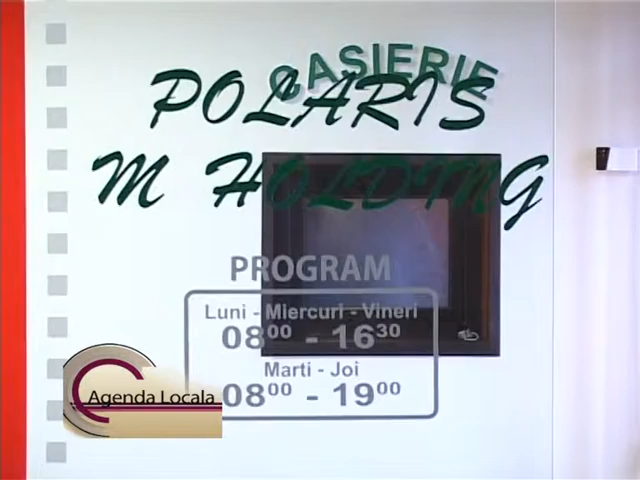 CASIERIE
POLARIS
M HOLDING
PROGRAM
Luni - Miercuri - Vineri
08⁰⁰ - 16³⁰
Marti - Joi
08⁰⁰ - 19⁰⁰
Agenda Locala